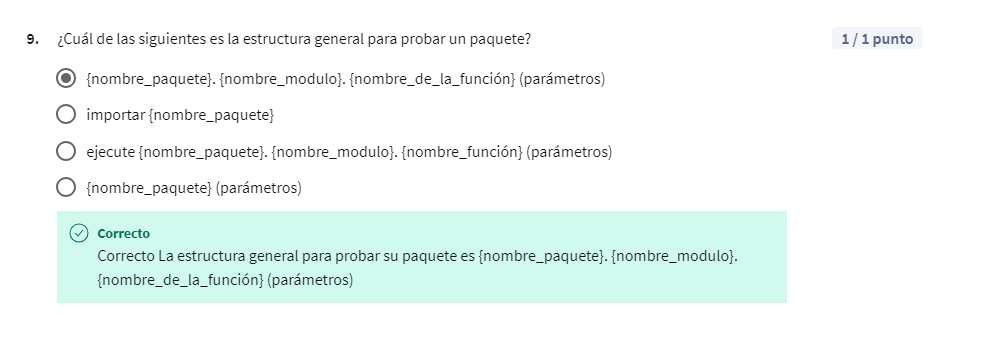 9. ¿Cuál de las siguientes es la estructura general para probar un paquete?
1 / 1 punto
{nombre_paquete}. {nombre_modulo}. {nombre_de_la_función} (parámetros)
importar {nombre_paquete}
ejecute {nombre_paquete}. {nombre_modulo}. {nombre_función} (parámetros)
{nombre_paquete} (parámetros)
Correcto
Correcto La estructura general para probar su paquete es {nombre_paquete}. {nombre_modulo}.
{nombre_de_la_función} (parámetros)